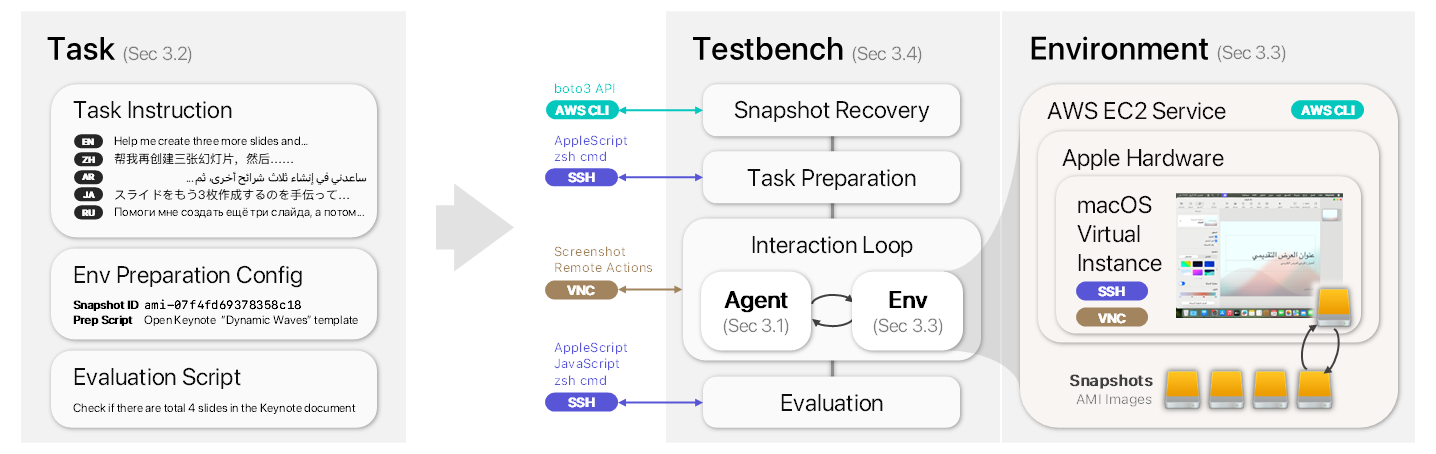 Task (Sec 3.2)
Task Instruction
EN Help me create three more slides and...
ZH 帮我再创建三张幻灯片，然后......
AR ساعدني في إنشاء ثلاث شرائح أخرى، ثم...
JA スライドをもう3枚作成するのを手伝って...
RU Помоги мне создать ещё три слайда, а потом...
Env Preparation Config
Snapshot ID ami-07f4fd69378358c18
Prep Script Open Keynote "Dynamic Waves" template
Evaluation Script
Check if there are total 4 slides in the Keynote document
boto3 API
AWS CLI
AppleScript
zsh cmd
SSH
Screenshot
Remote Actions
VNC
AppleScript
JavaScript
zsh cmd
SSH
Testbench (Sec 3.4)
Snapshot Recovery
Task Preparation
Interaction Loop
Agent
(Sec 3.1)
Env
(Sec 3.3)
Evaluation
Environment (Sec 3.3)
AWS EC2 Service
AWS CLI
Apple Hardware
macOS
Virtual
Instance
SSH
VNC
عنوان العرض التقديمي
Snapshots
AMI Images